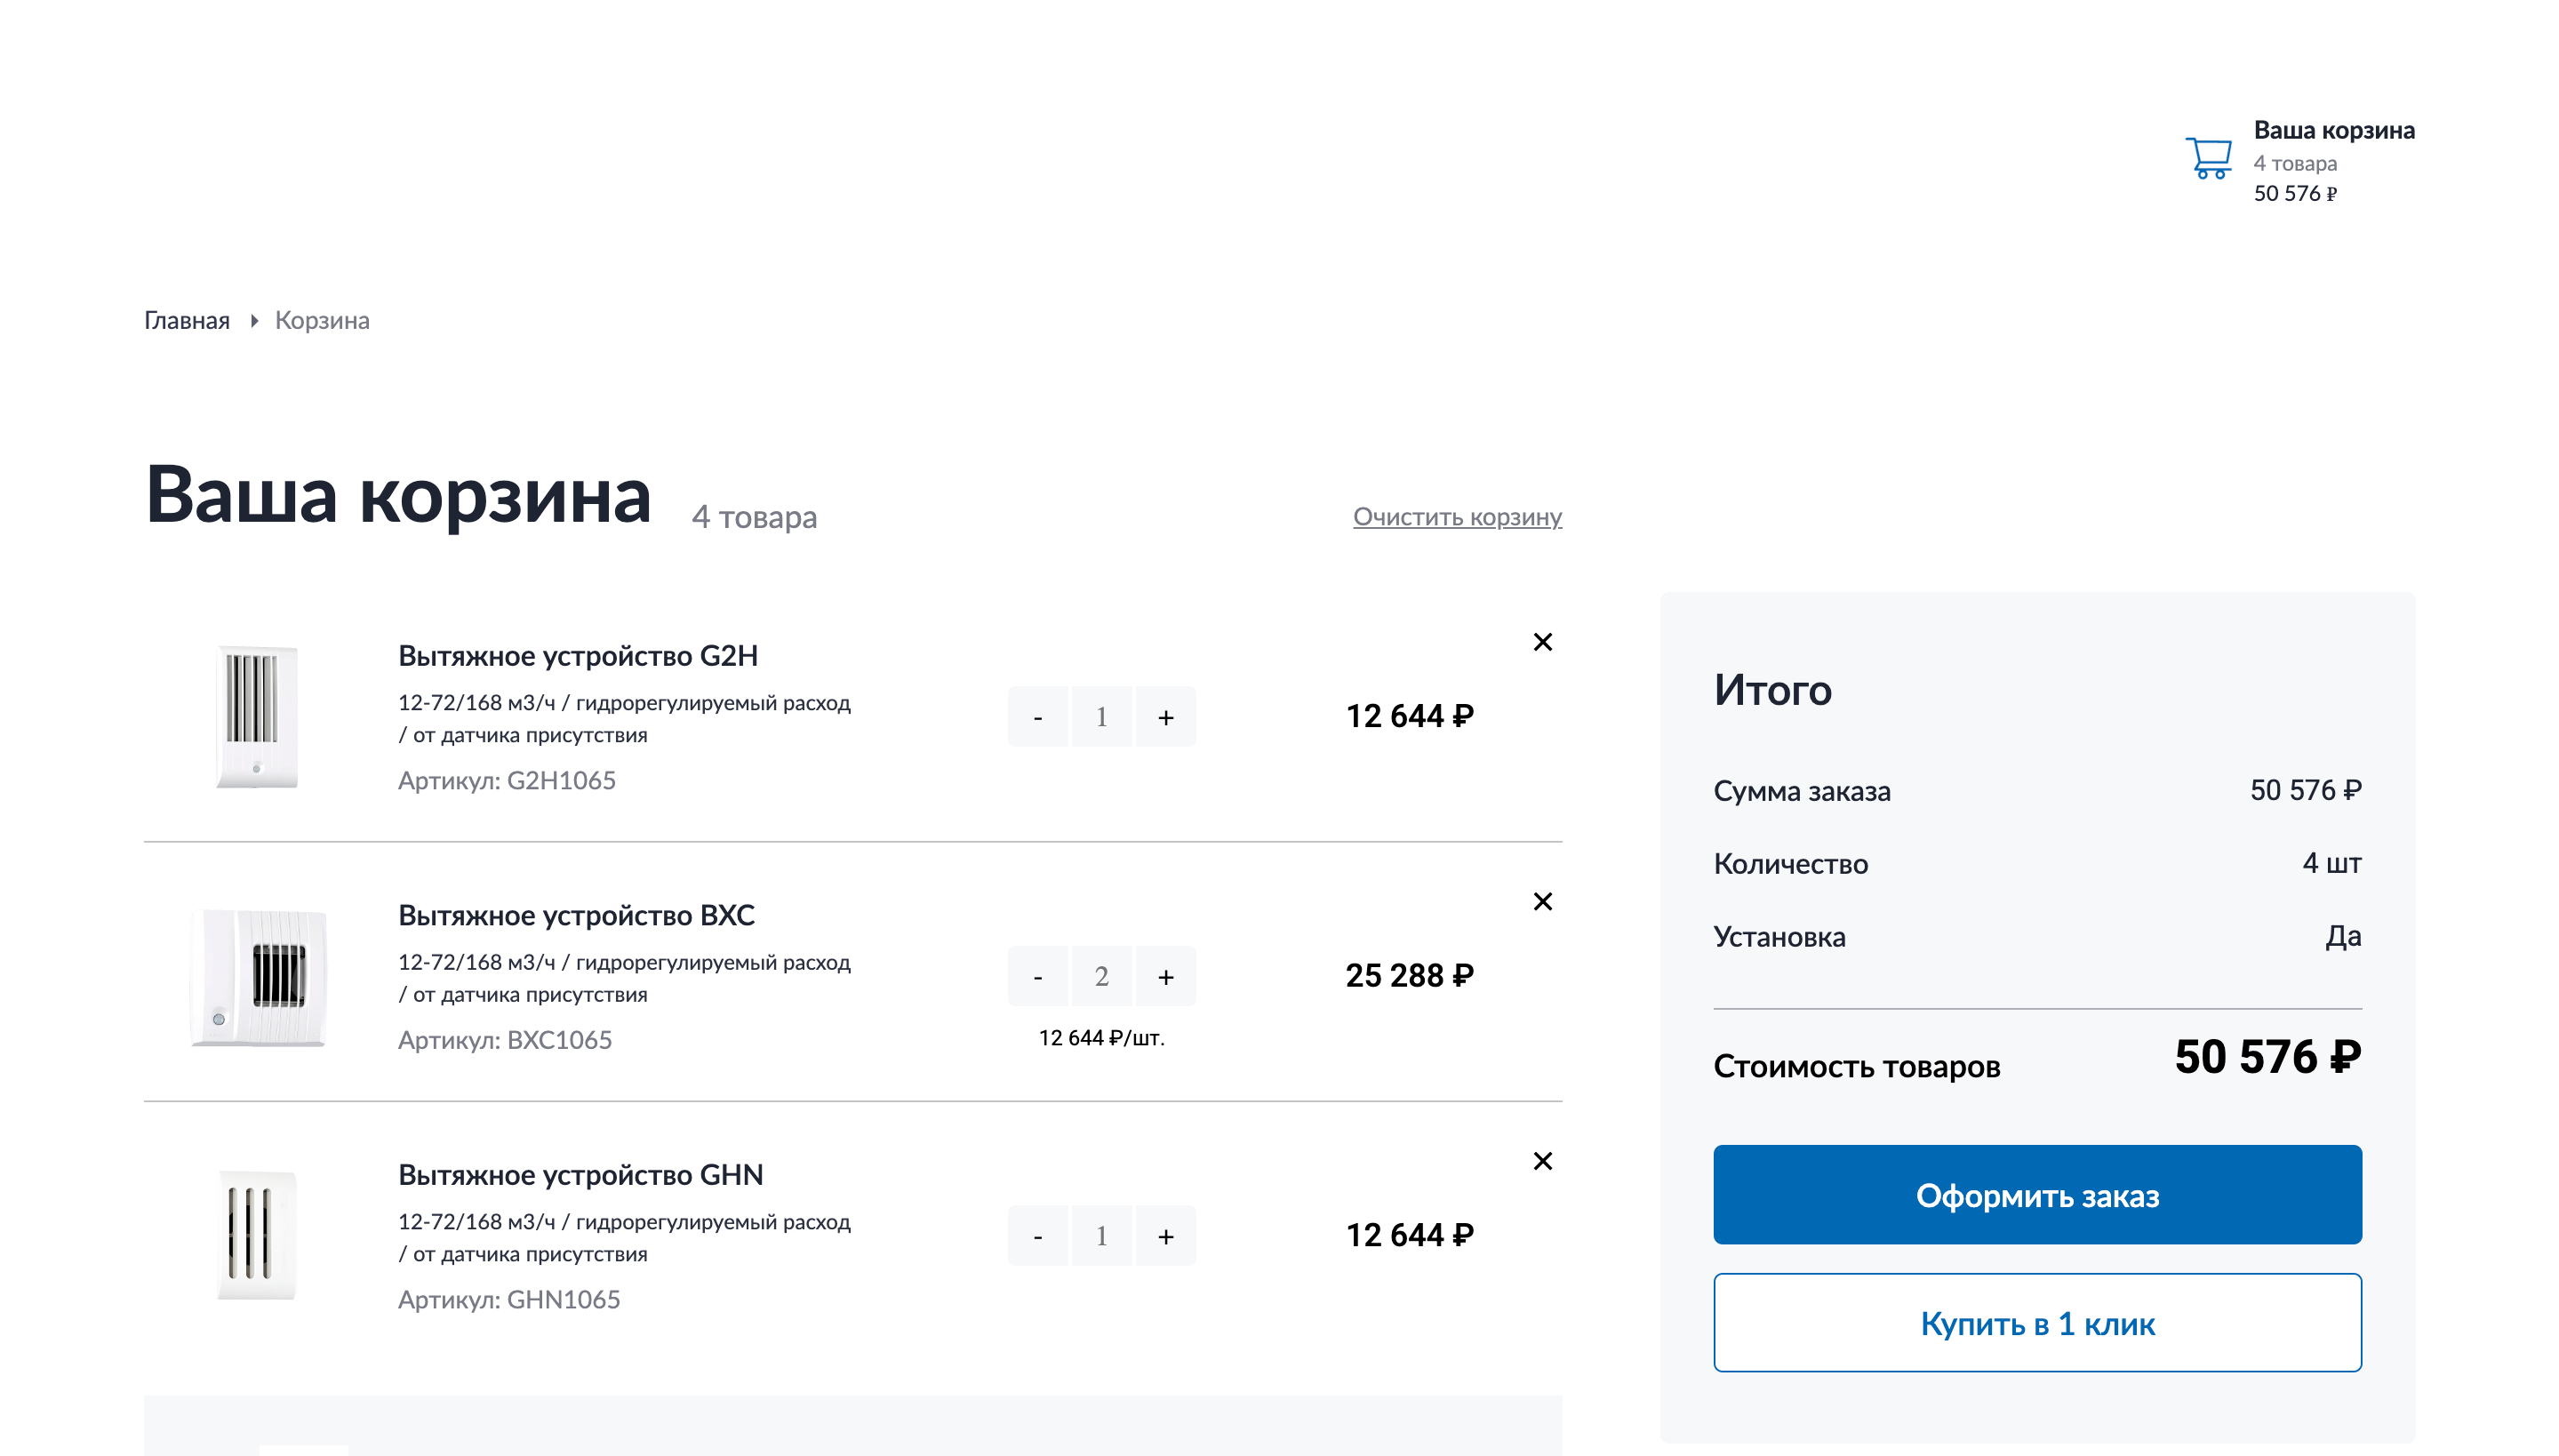 Ваша корзина
4 товара
50 576 ₽
Главная Корзина
Ваша корзина 4 товара
Очистить корзину
Вытяжное устройство G2H
12-72/168 м3/ч / гидрорегулируемый расход
/ от датчика присутствия
Артикул: G2H1065
- 1 +
12 644 ₽
Вытяжное устройство BXC
12-72/168 м3/ч / гидрорегулируемый расход
/ от датчика присутствия
Артикул: BXC1065
- 2 +
12 644 ₽/шт.
25 288 ₽
Вытяжное устройство GHN
12-72/168 м3/ч / гидрорегулируемый расход
/ от датчика присутствия
Артикул: GHN1065
- 1 +
12 644 ₽
Итого
Сумма заказа 50 576 ₽
Количество 4 шт
Установка Да
Стоимость товаров 50 576 ₽
Оформить заказ
Купить в 1 клик